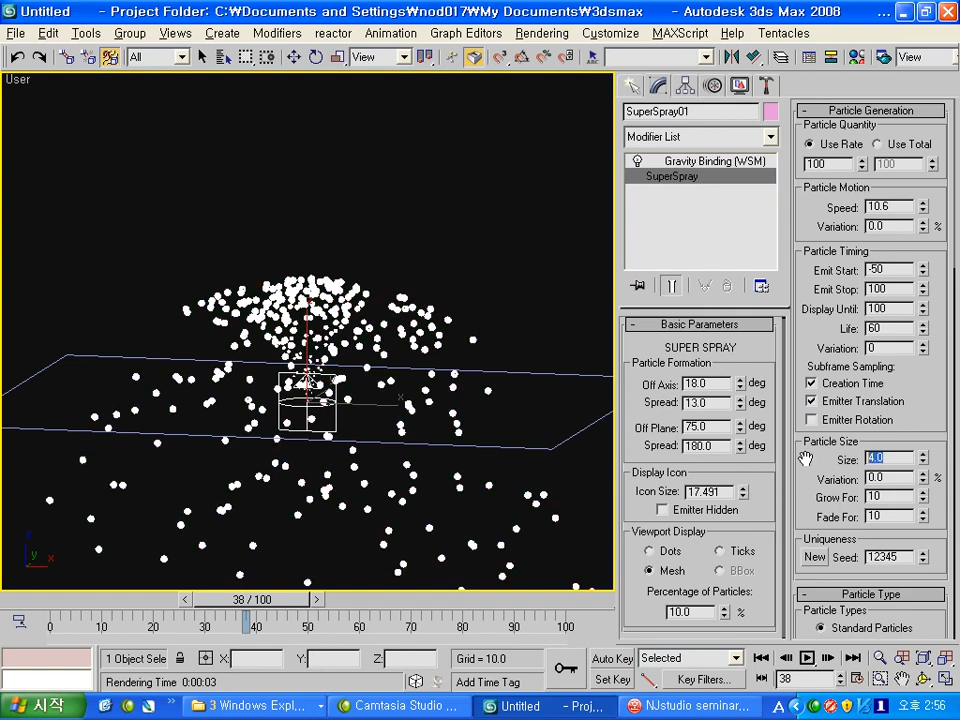 Untitled - Project Folder: C:₩Documents and Settings₩nod017₩My Documents₩3dsmax - Autodesk 3ds Max 2008 ...
File Edit Tools Group Views Create Modifiers reactor Animation Graph Editors Rendering Customize MAXScript Help Tentacles
All View View
User
SuperSpray01
Modifier List
Gravity Binding (WSM)
SuperSpray
- Basic Parameters
SUPER SPRAY
Particle Formation
Off Axis: 18.0 deg
Spread: 13.0 deg
Off Plane: 75.0 deg
Spread: 180.0 deg
Display Icon
Icon Size: 17.491
Emitter Hidden
Viewport Display
Dots Ticks
Mesh BBox
Percentage of Particles:
10.0 %
- Particle Generation
Particle Quantity
Use Rate Use Total
100 100
Particle Motion
Speed: 10.6
Variation: 0.0 %
Particle Timing
Emit Start: -50
Emit Stop: 100
Display Until: 100
Life: 60
Variation: 0
Subframe Sampling:
Creation Time
Emitter Translation
Emitter Rotation
Particle Size
Size: 4.0
Variation: 0.0 %
Grow For: 10
Fade For: 10
Uniqueness
New Seed: 12345
- Particle Type
Particle Types
Standard Particles
x
z
y x
< 38 / 100 >
0 10 20 30 40 50 60 70 80 90 100
1 Object Sele X: Y: Z: Grid = 10.0 Auto Key Selected
Rendering Time 0:00:03 Add Time Tag Set Key Key Filters... 38
시작 3 Windows Expl... Camtasia Studio ... Untitled - Proj... NJstudio seminar... 오후 2:56